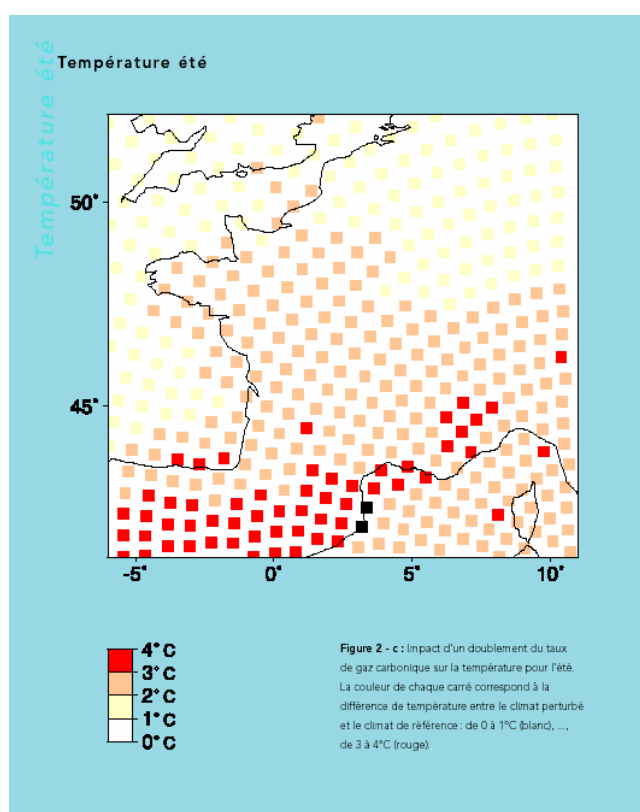 Température été
Température été
50°
45°
-5°
0°
5°
10°
4°C
3°C
2°C
1°C
0°C
Figure 2 - c : Impact d'un doublement du taux
de gaz carbonique sur la température pour l'été.
La couleur de chaque carré correspond à la
différence de température entre le climat perturbé
et le climat de référence : de 0 à 1°C (blanc), ...,
de 3 à 4°C (rouge).